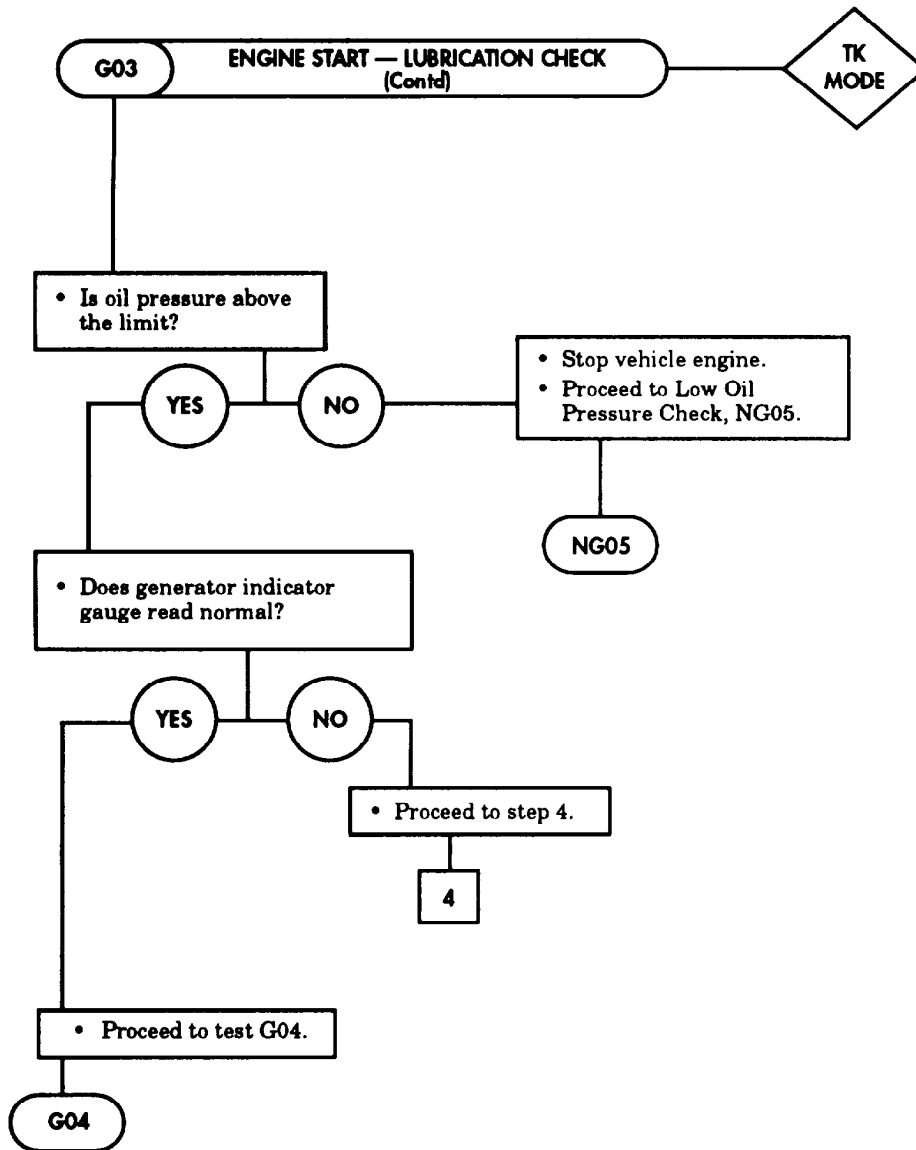 G03
ENGINE START — LUBRICATION CHECK
(Contd)
TK
MODE
• Is oil pressure above
the limit?
YES
NO
• Stop vehicle engine.
• Proceed to Low Oil
Pressure Check, NG05.
NG05
• Does generator indicator
gauge read normal?
YES
NO
• Proceed to step 4.
4
• Proceed to test G04.
G04